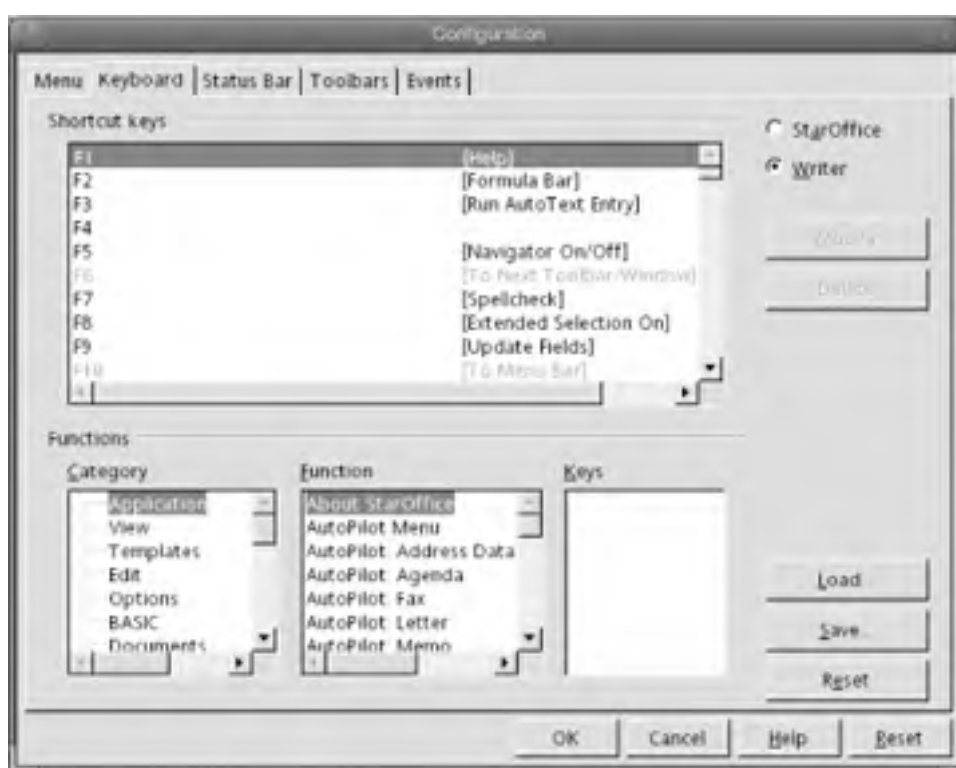 Configuration
Menu Keyboard Status Bar Toolbars Events
Shortcut keys
StarOffice
Writer
F1 [Help]
F2 [Formula Bar]
F3 [Run AutoText Entry]
F4
F5 [Navigator On/Off]
F6 [To Next Toolbar/Window]
F7 [Spellcheck]
F8 [Extended Selection On]
F9 [Update Fields]
F10 [To Menu Bar]
Modify
Delete
Functions
Category
Function
Keys
Application
View
Templates
Edit
Options
BASIC
Documents
About StarOffice
AutoPilot Menu
AutoPilot: Address Data
AutoPilot: Agenda
AutoPilot: Fax
AutoPilot: Letter
AutoPilot: Memo
Load
Save...
Reset
OK Cancel Help Reset